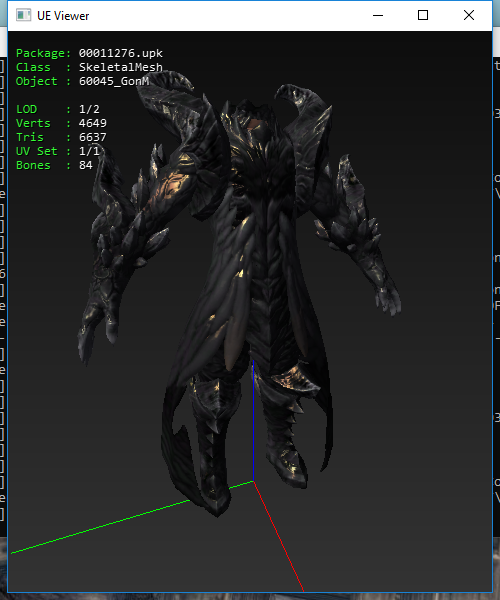 UE Viewer
Package: 00011276.upk
Class : SkeletalMesh
Object : 60045_GonM
LOD : 1/2
Verts : 4649
Tris : 6637
UV Set : 1/1
Bones : 84